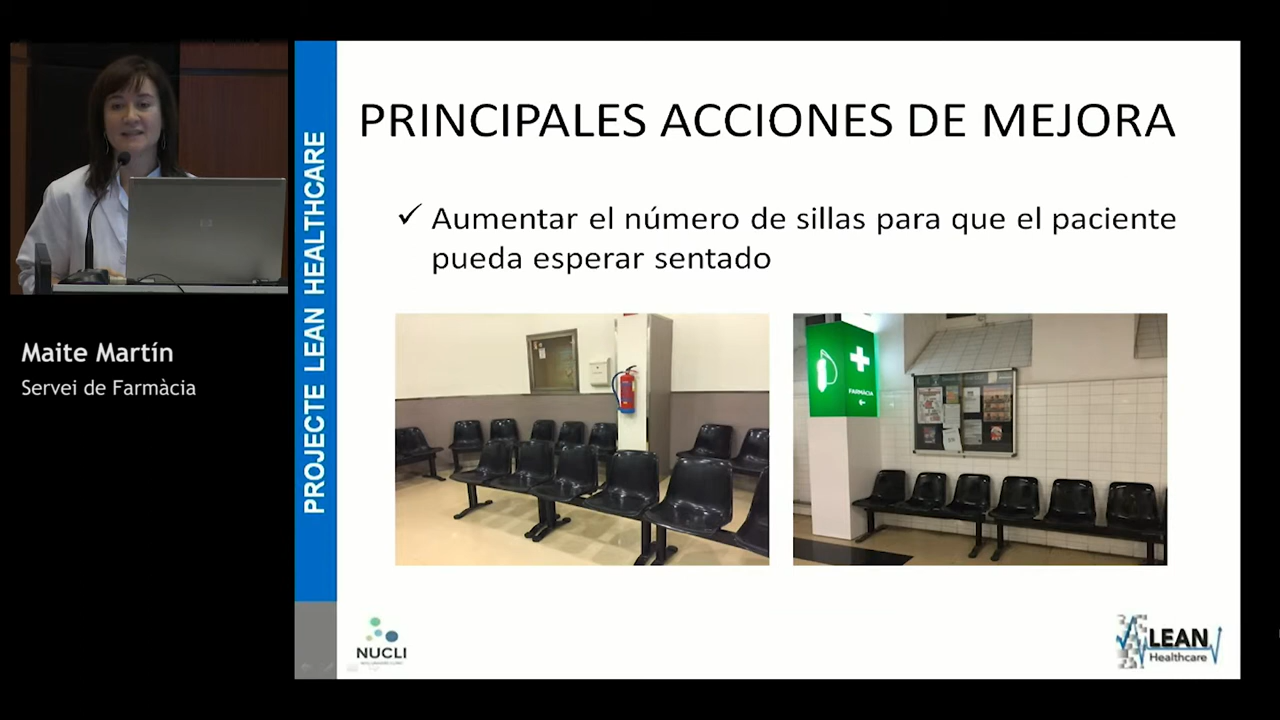 Maite Martín
Servei de Farmàcia
PROJECTE LEAN HEALTHCARE
PRINCIPALES ACCIONES DE MEJORA
✓ Aumentar el número de sillas para que el paciente
pueda esperar sentado
FARMÀCIA
NUCLI
LEAN
Healthcare